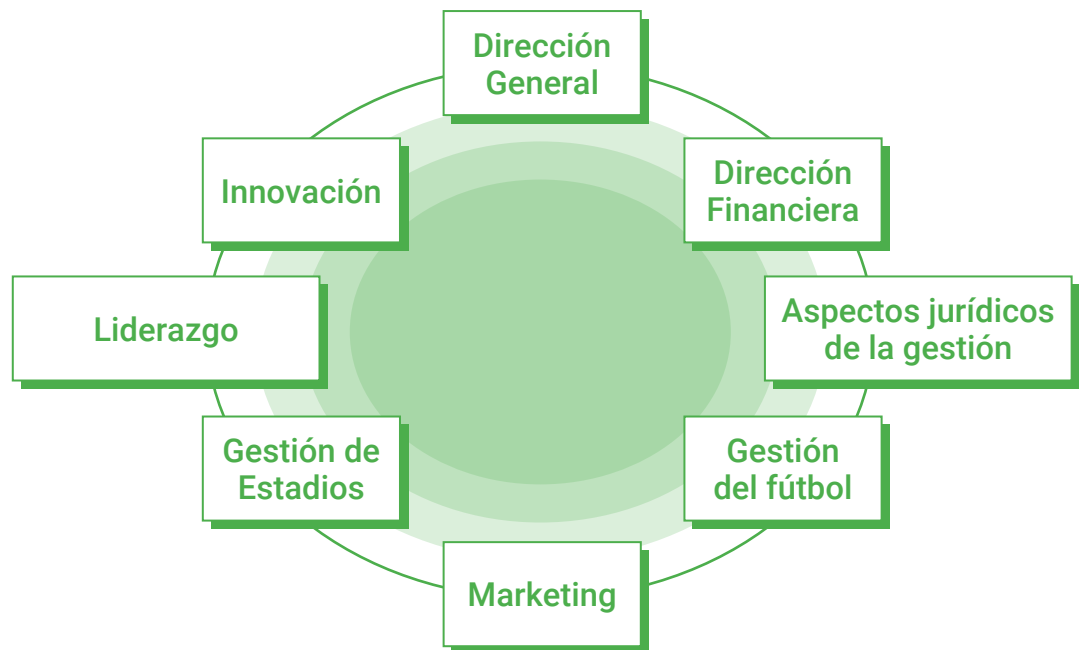 Dirección
General
Innovación
Dirección
Financiera
Liderazgo
Aspectos jurídicos
de la gestión
Gestión de
Estadios
Gestión
del fútbol
Marketing